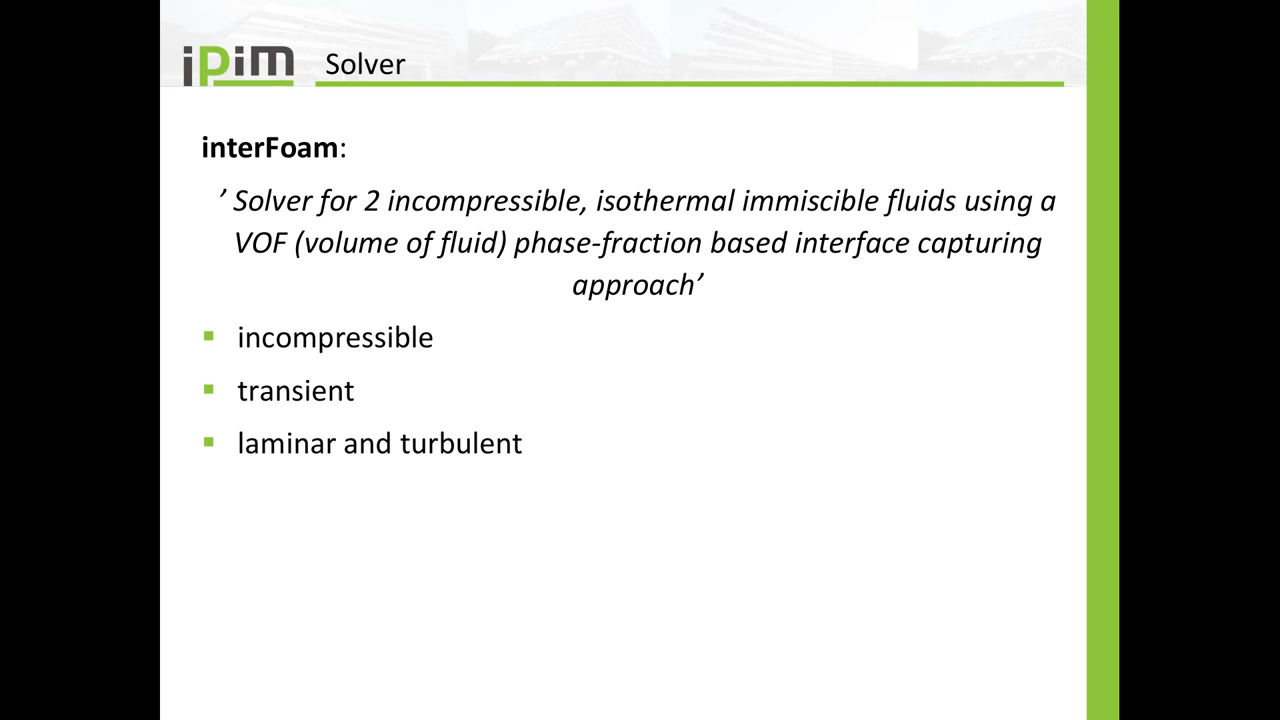 iPim
Solver
interFoam:
’ Solver for 2 incompressible, isothermal immiscible fluids using a
VOF (volume of fluid) phase-fraction based interface capturing
approach’
▪ incompressible
▪ transient
▪ laminar and turbulent